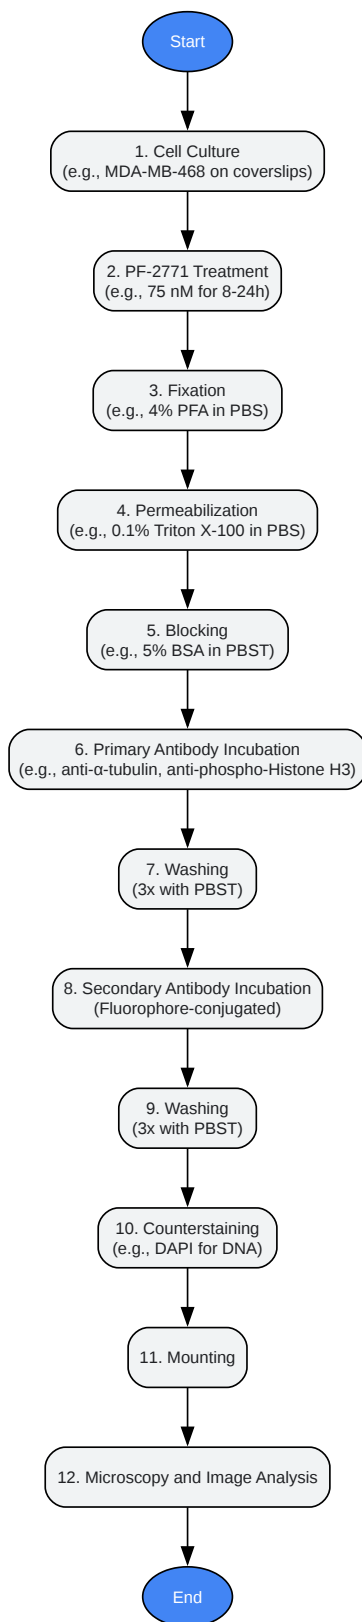 Start
1. Cell Culture
(e.g., MDA-MB-468 on coverslips)
2. PF-2771 Treatment
(e.g., 75 nM for 8-24h)
3. Fixation
(e.g., 4% PFA in PBS)
4. Permeabilization
(e.g., 0.1% Triton X-100 in PBS)
5. Blocking
(e.g., 5% BSA in PBST)
6. Primary Antibody Incubation
(e.g., anti-α-tubulin, anti-phospho-Histone H3)
7. Washing
(3x with PBST)
8. Secondary Antibody Incubation
(Fluorophore-conjugated)
9. Washing
(3x with PBST)
10. Counterstaining
(e.g., DAPI for DNA)
11. Mounting
12. Microscopy and Image Analysis
End